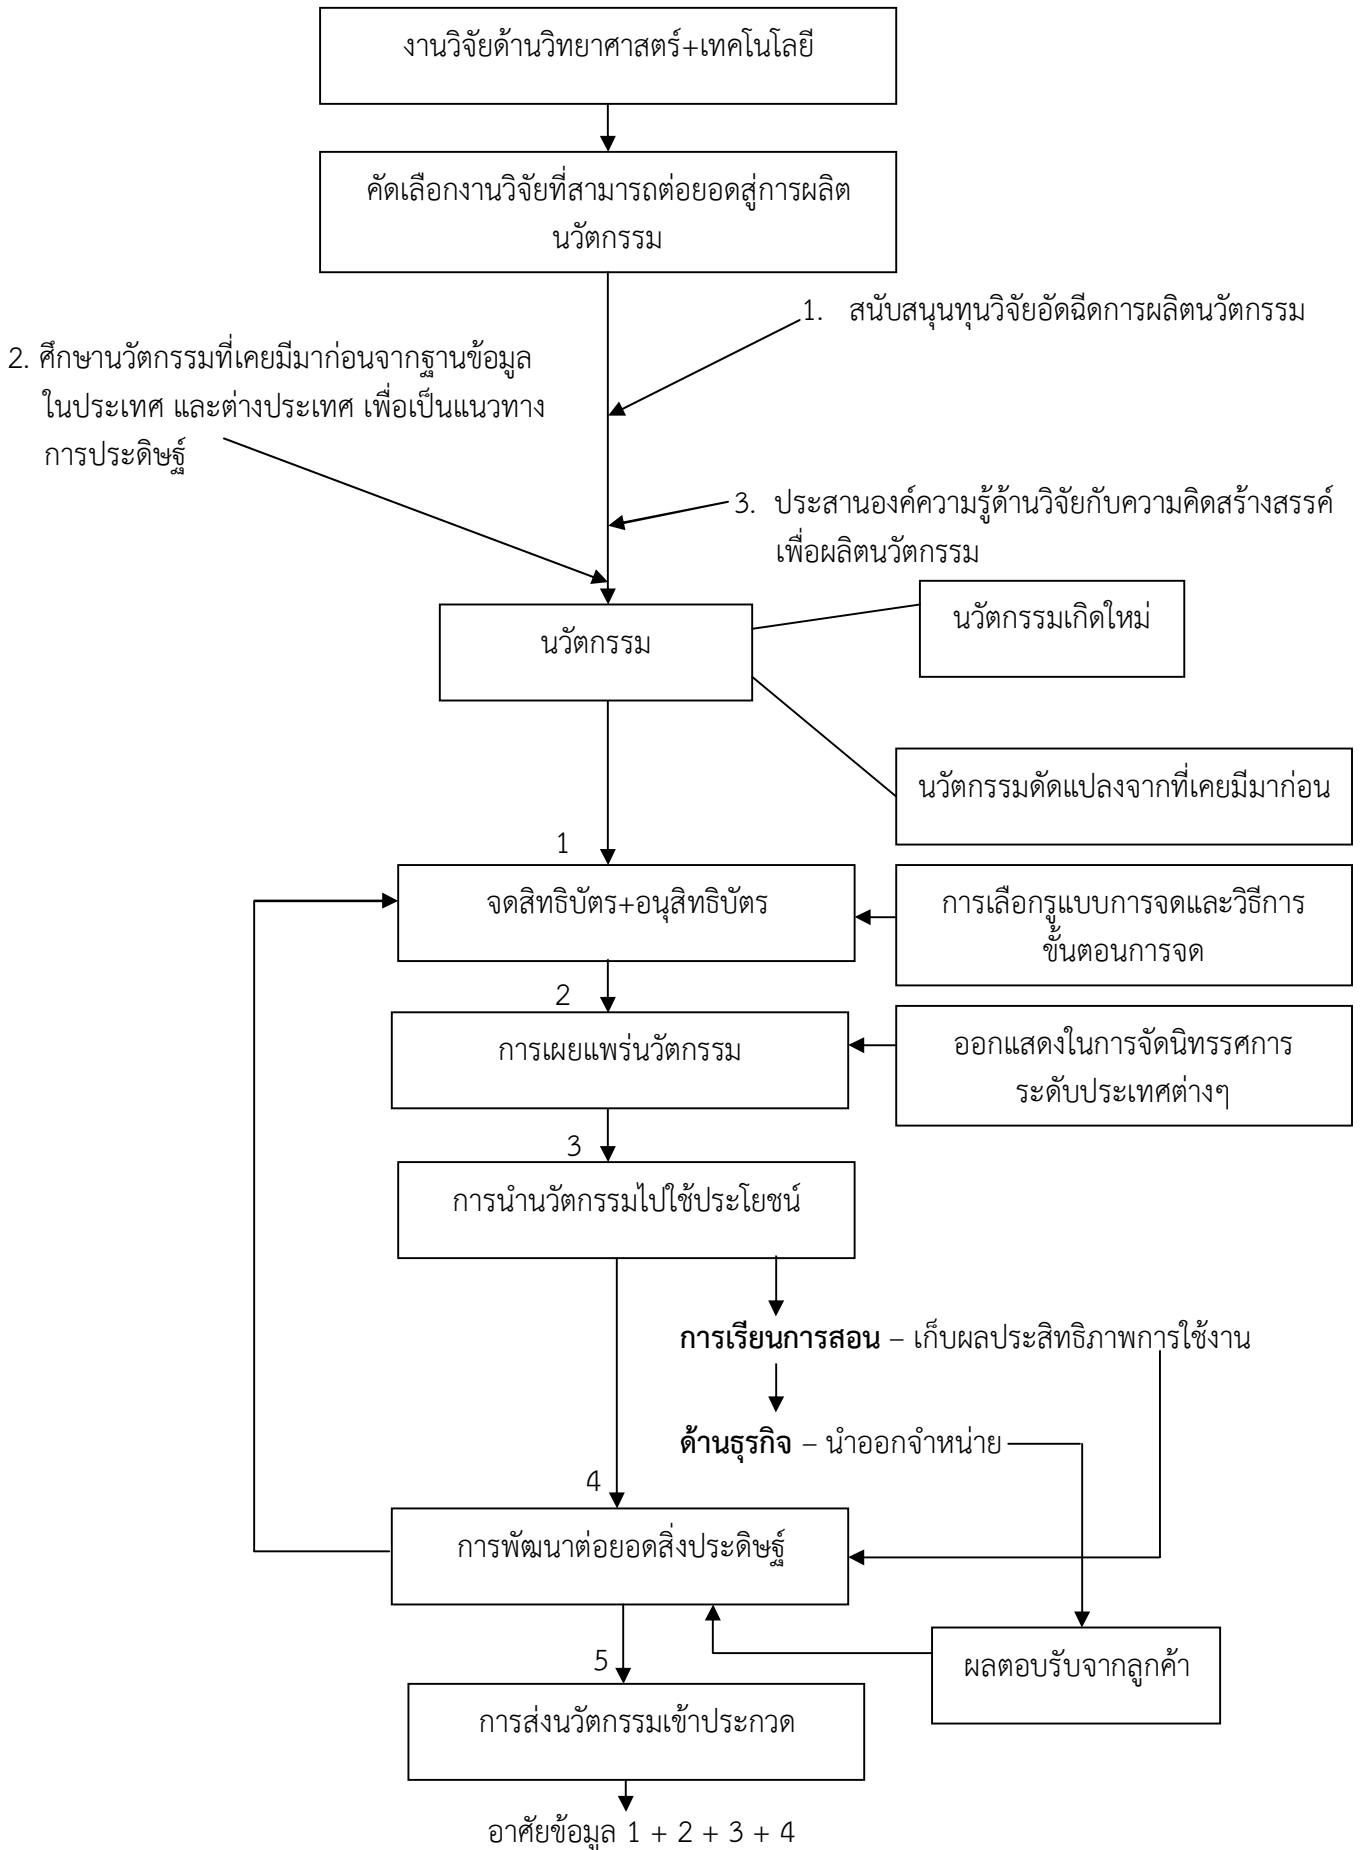 งานวิจัยด้านวิทยาศาสตร์+เทคโนโลยี
คัดเลือกงานวิจัยที่สามารถต่อยอดสู่การผลิต
นวัตกรรม
1. สนับสนุนทุนวิจัยอัดฉีดการผลิตนวัตกรรม
2. ศึกษานวัตกรรมที่เคยมีมาก่อนจากฐานข้อมูล
ในประเทศ และต่างประเทศ เพื่อเป็นแนวทาง
การประดิษฐ์
3. ประสานองค์ความรู้ด้านวิจัยกับความคิดสร้างสรรค์
เพื่อผลิตนวัตกรรม
นวัตกรรมเกิดใหม่
นวัตกรรม
นวัตกรรมดัดแปลงจากที่เคยมีมาก่อน
1
จดสิทธิบัตร+อนุสิทธิบัตร
การเลือกรูแบบการจดและวิธีการ
ขั้นตอนการจด
2
การเผยแพร่นวัตกรรม
ออกแสดงในการจัดนิทรรศการ
ระดับประเทศต่างๆ
3
การนำนวัตกรรมไปใช้ประโยชน์
การเรียนการสอน – เก็บผลประสิทธิภาพการใช้งาน
ด้านธุรกิจ – นำออกจำหน่าย
4
การพัฒนาต่อยอดสิ่งประดิษฐ์
5
ผลตอบรับจากลูกค้า
การส่งนวัตกรรมเข้าประกวด
อาศัยข้อมูล 1 + 2 + 3 + 4